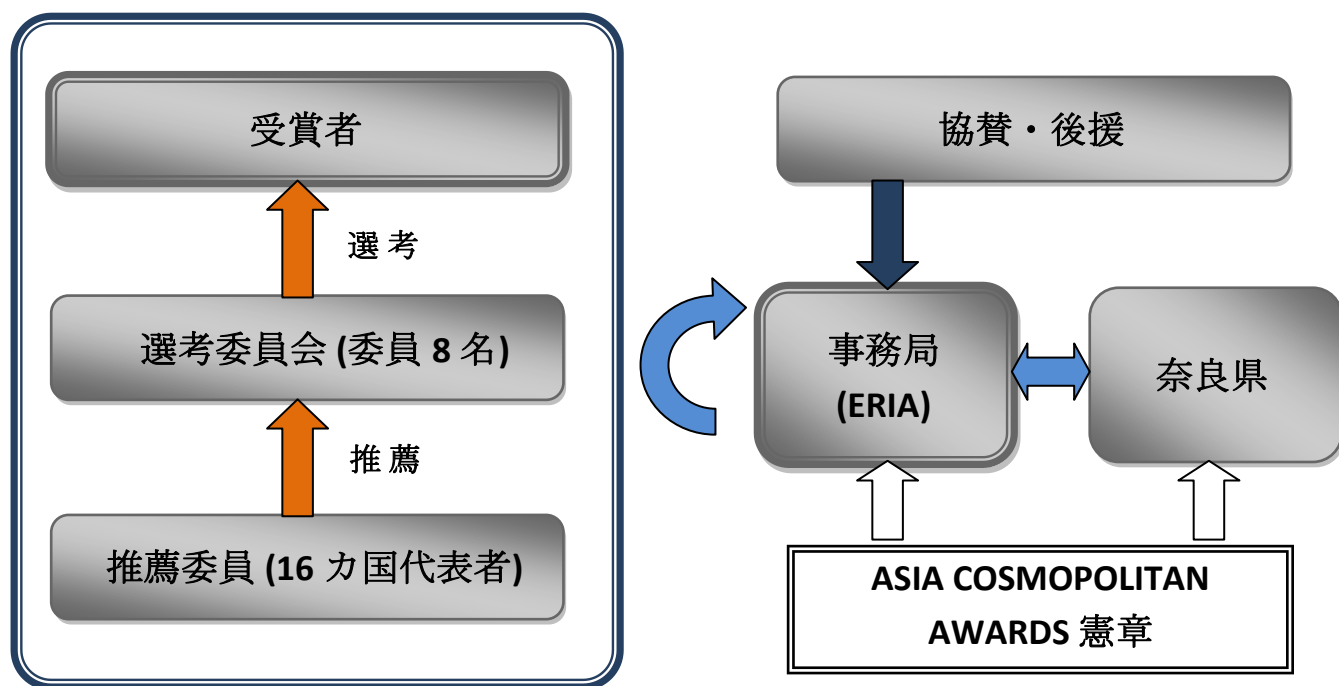 受賞者
選考
選考委員会 (委員 8 名)
推薦
推薦委員 (16 カ国代表者)
協賛・後援
事務局
(ERIA)
奈良県
ASIA COSMOPOLITAN
AWARDS 憲章